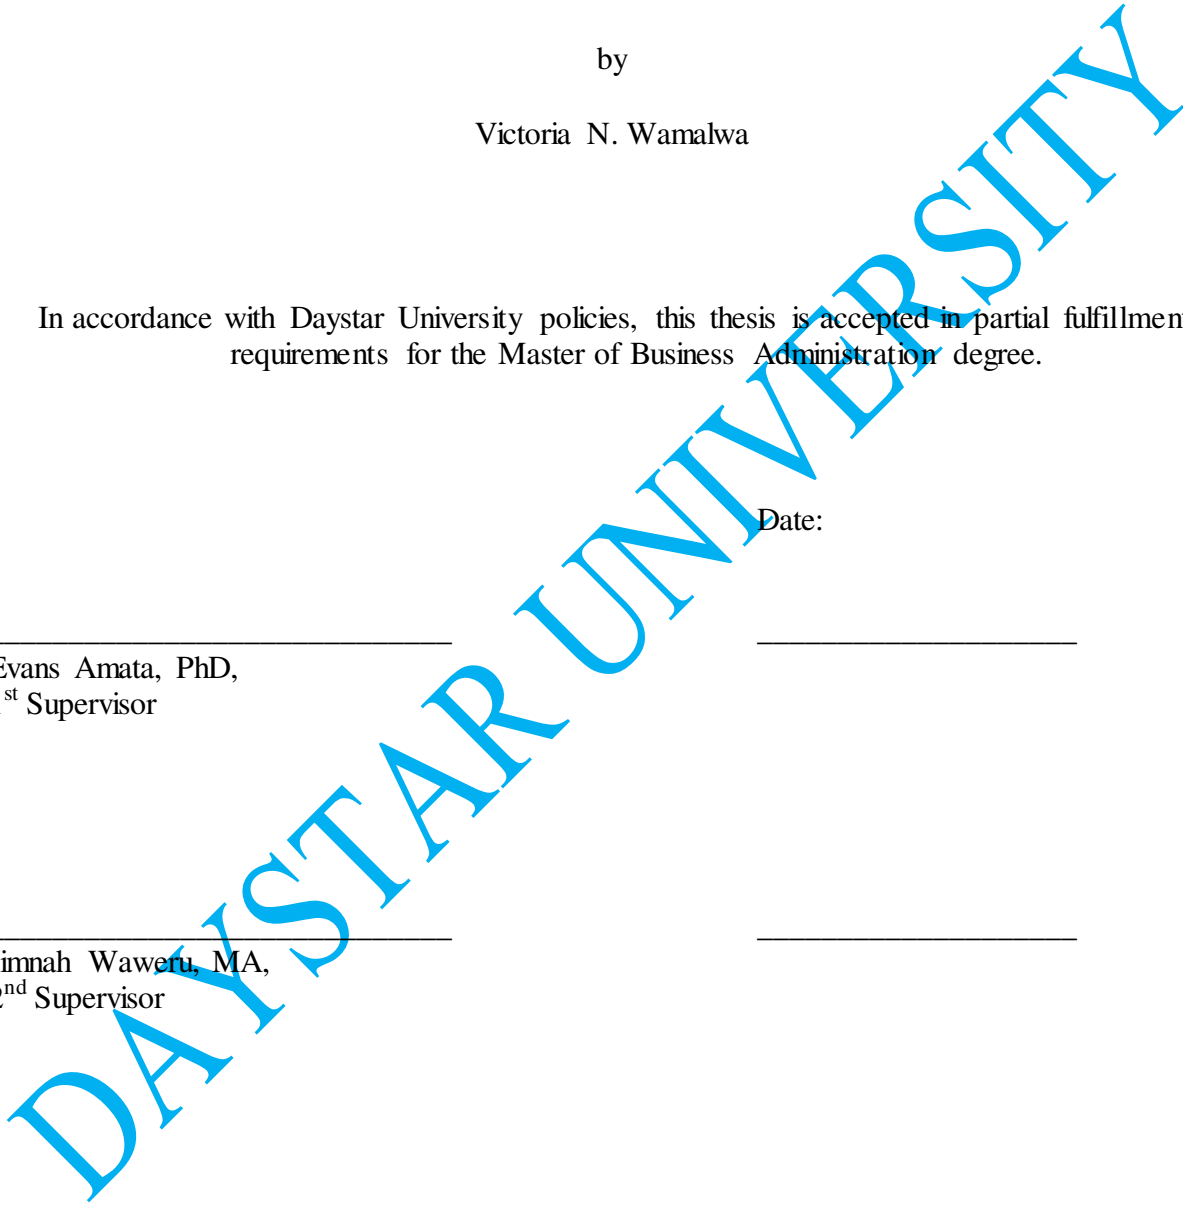 by
Victoria N. Wamalwa
In accordance with Daystar University policies, this thesis is accepted in partial fulfillmen
requirements for the Master of Business Administration degree.
Date:
Evans Amata, PhD,
st Supervisor
imnah Waweru, MA,
2nd Supervisor
DAYSTAR UNIVERSITY